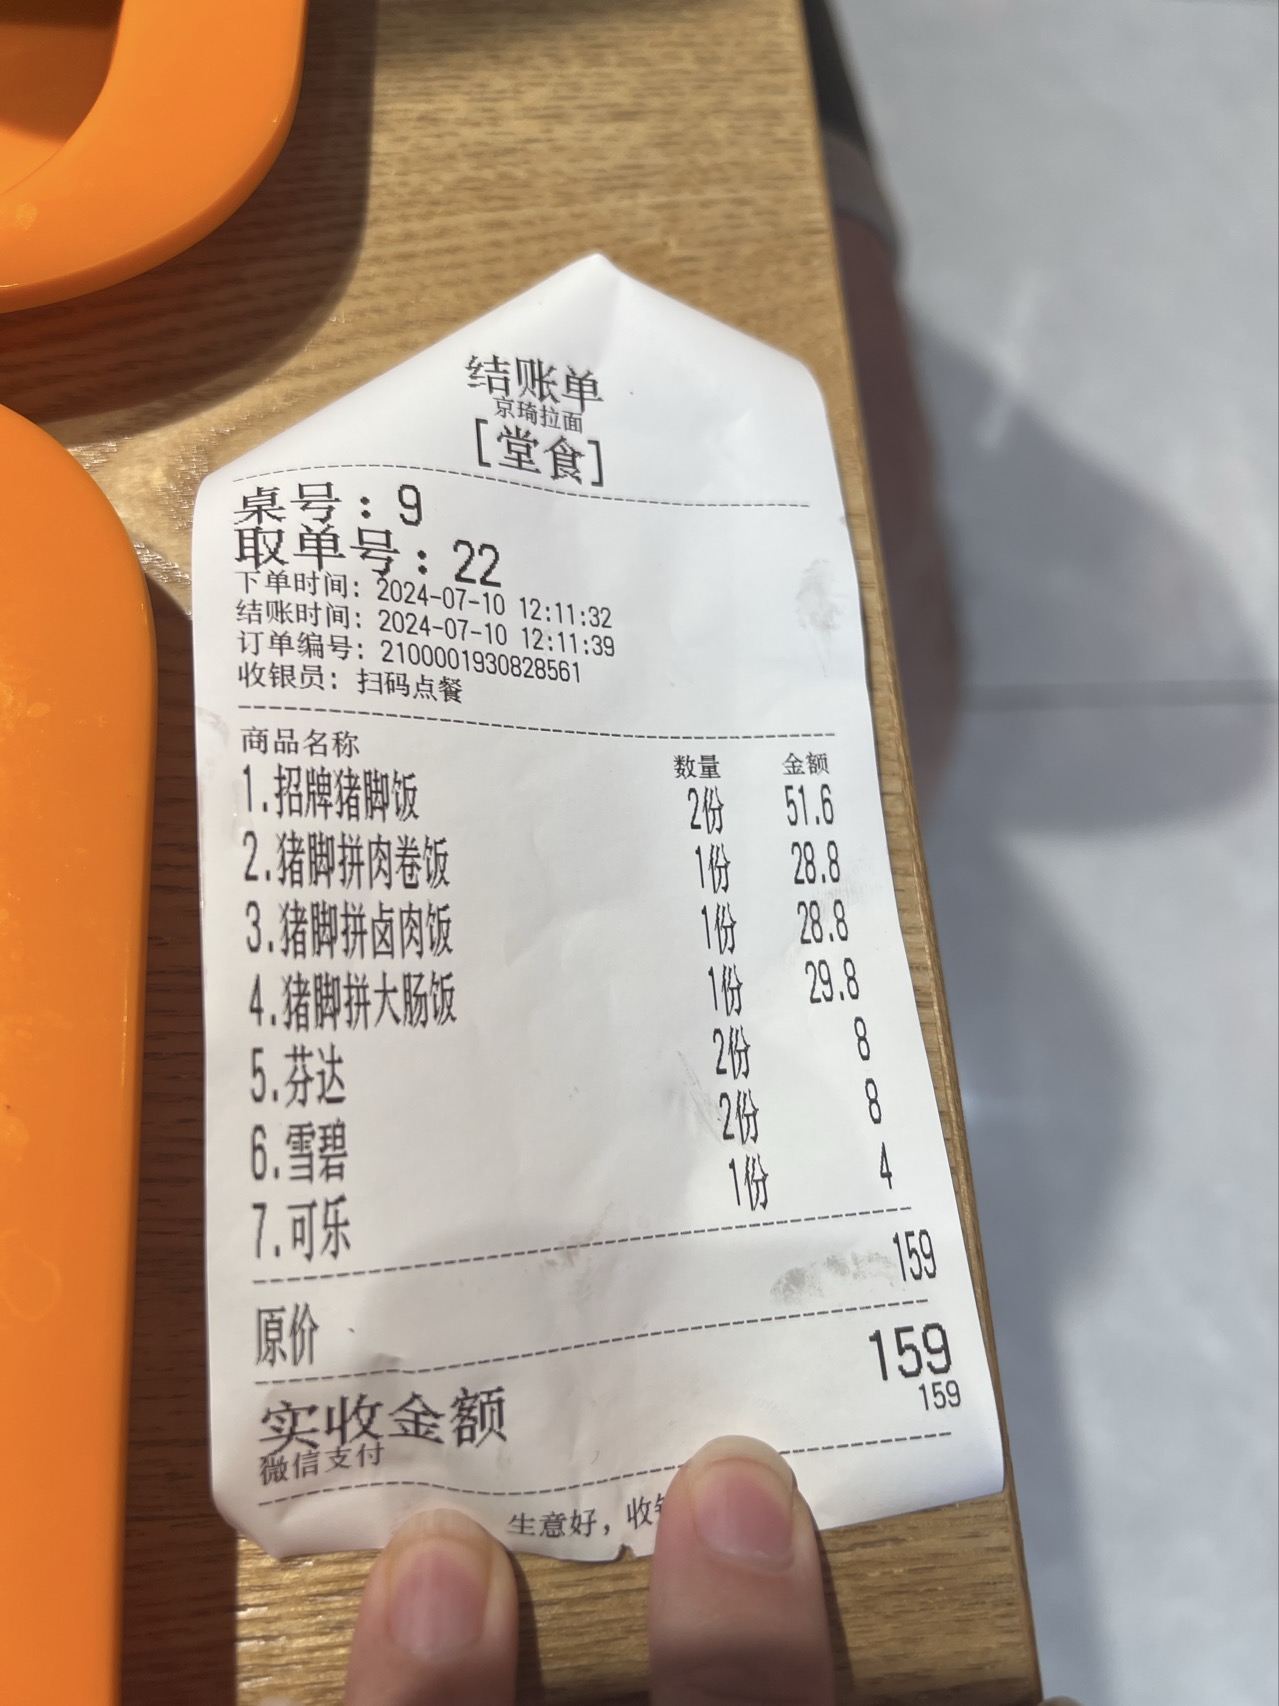 结账单
京琦拉面
[堂食]
桌号：9
取单号：22
下单时间: 2024-07-10 12:11:32
结账时间: 2024-07-10 12:11:39
订单编号: 2100001930828561
收银员: 扫码点餐
商品名称 数量 金额
1.招牌猪脚饭 2份 51.6
2.猪脚拼肉卷饭 1份 28.8
3.猪脚拼卤肉饭 1份 28.8
4.猪脚拼大肠饭 1份 29.8
5.芬达 2份 8
6.雪碧 2份 8
7.可乐 1份 4
原价 159
实收金额 159
微信支付 159
生意好，收